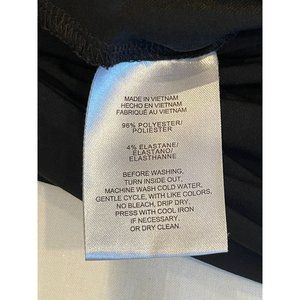 MADE IN VIETNAM
HECHO EN VIETNAM
FABRIQUÉ AU VIETNAM
96% POLYESTER/
POLIÉSTER
4% ELASTANE/
ELASTANO/
ELASTHANNE
BEFORE WASHING,
TURN INSIDE OUT.
MACHINE WASH COLD WATER,
GENTLE CYCLE, WITH LIKE COLORS,
NO BLEACH, DRIP DRY,
PRESS WITH COOL IRON
IF NECESSARY,
OR DRY CLEAN.